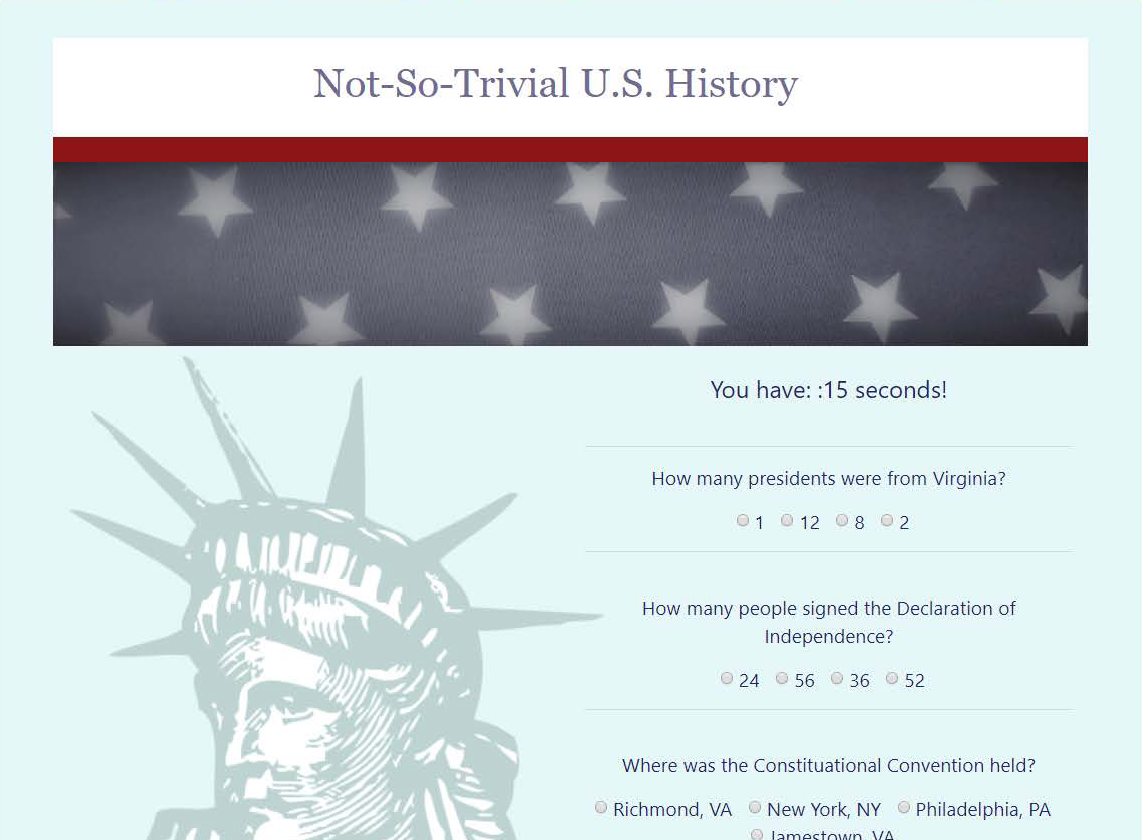 Not-So-Trivial U.S. History
You have: :15 seconds!
How many presidents were from Virginia?
1 12 8 2
How many people signed the Declaration of
Independence?
24 56 36 52
Where was the Constituational Convention held?
Richmond, VA New York, NY Philadelphia, PA
Jamestown, VA